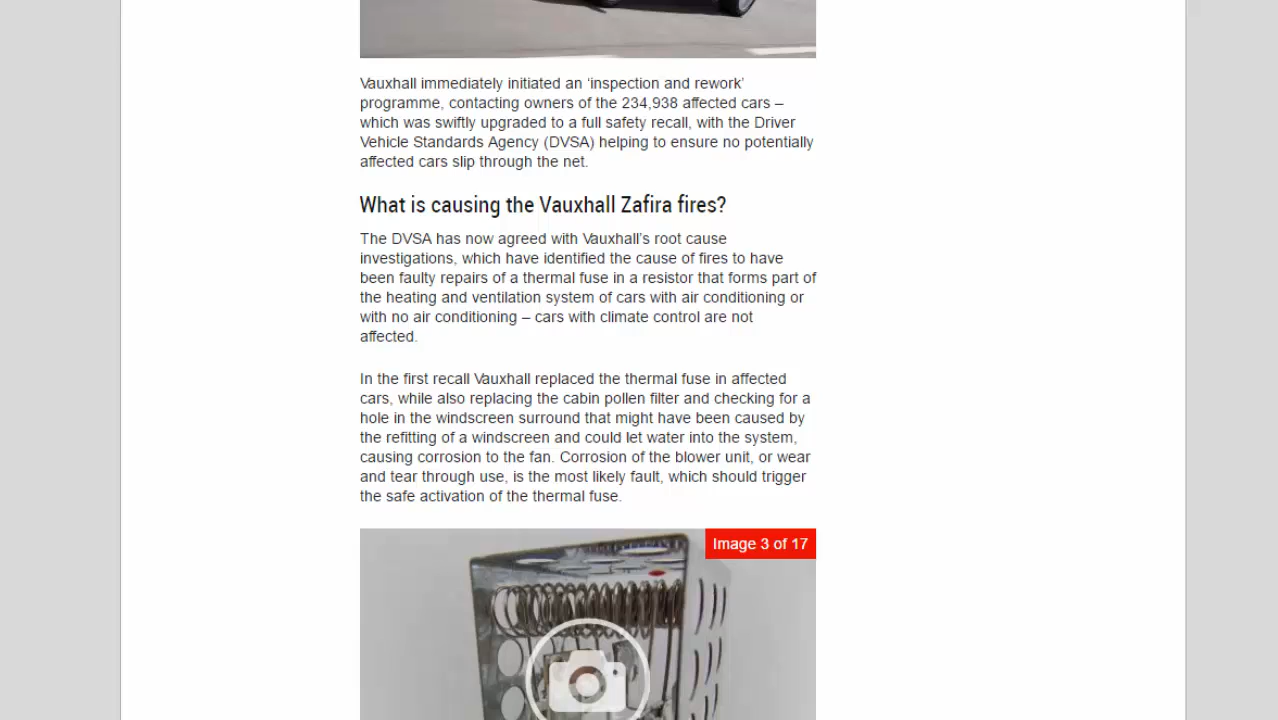 Vauxhall immediately initiated an ‘inspection and rework’
programme, contacting owners of the 234,938 affected cars –
which was swiftly upgraded to a full safety recall, with the Driver
Vehicle Standards Agency (DVSA) helping to ensure no potentially
affected cars slip through the net.
What is causing the Vauxhall Zafira fires?
The DVSA has now agreed with Vauxhall’s root cause
investigations, which have identified the cause of fires to have
been faulty repairs of a thermal fuse in a resistor that forms part of
the heating and ventilation system of cars with air conditioning or
with no air conditioning – cars with climate control are not
affected.
In the first recall Vauxhall replaced the thermal fuse in affected
cars, while also replacing the cabin pollen filter and checking for a
hole in the windscreen surround that might have been caused by
the refitting of a windscreen and could let water into the system,
causing corrosion to the fan. Corrosion of the blower unit, or wear
and tear through use, is the most likely fault, which should trigger
the safe activation of the thermal fuse.
Image 3 of 17